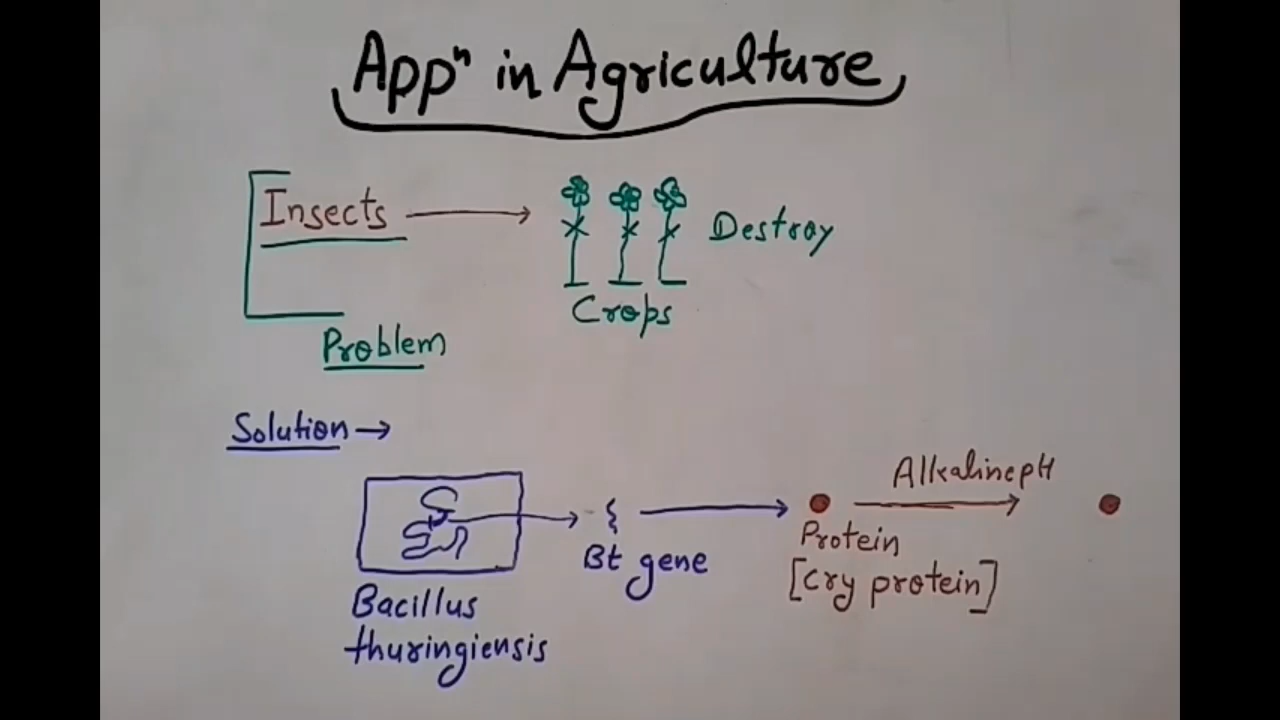 Appⁿ in Agriculture
Insects
Destroy
Crops
Problem
Solution →
Alkaline pH
Bt gene
Protein
[Cry protein]
Bacillus
thuringiensis